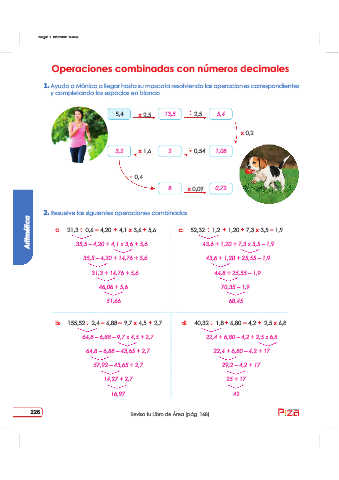 Operaciones combinadas con números decimales
1. Ayuda a Mónica a llegar hasta su mascota resolviendo las operaciones correspondientes
y completando los espacios en blanco
5,4 x 2,5 13,5 ÷ 2,5 5,4
x 0,2
3,2 x 1,6 2 ÷ 0,54 1,08
÷ 0,4
8 x 0,09 0,72
2. Resuelve las siguientes operaciones combinadas
a. 21,3 ÷ 0,6 – 4,20 + 4,1 x 3,6 + 5,6
35,5 – 4,20 + 4,1 x 3,6 + 5,6
35,5 – 4,20 + 14,76 + 5,6
31,3 + 14,76 + 5,6
46,06 + 5,6
51,66
c. 52,32 ÷ 1,2 + 1,20 + 7,3 x 3,5 – 1,9
43,6 + 1,20 + 7,3 x 3,5 – 1,9
43,6 + 1,20 + 25,55 – 1,9
44,8 + 25,55 – 1,9
70,35 – 1,9
68,45
b. 155,52 ÷ 2,4 – 6,88 – 9,7 x 4,5 + 2,7
64,8 – 6,88 – 9,7 x 4,5 + 2,7
64,8 – 6,88 – 43,65 + 2,7
57,92 – 43,65 + 2,7
14,27 + 2,7
16,97
d. 40,32 ÷ 1,8 + 6,80 – 4,2 + 2,5 x 6,8
22,4 + 6,80 – 4,2 + 2,5 x 6,8
22,4 + 6,80 – 4,2 + 17
29,2 – 4,2 + 17
25 + 17
42
Aritmética
226
Revisa tu Libro de Área (pág. 148)